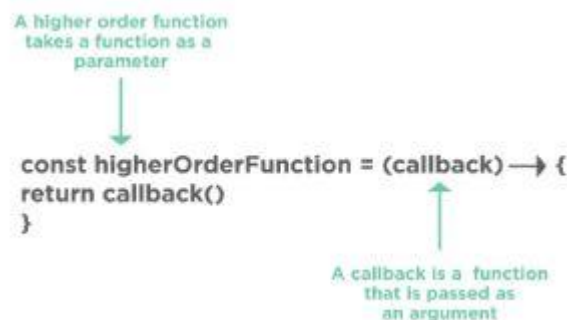 A higher order function
takes a function as a
parameter
const higherOrderFunction = (callback) → {
return callback()
}
A callback is a function
that is passed as
an argument